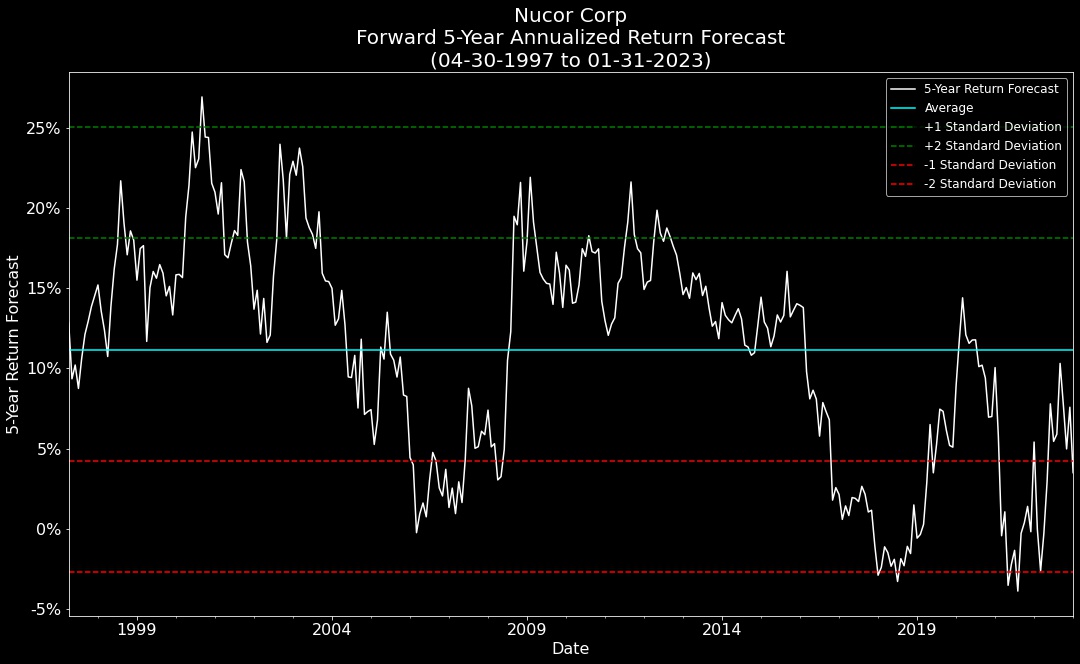 Nucor Corp
Forward 5-Year Annualized Return Forecast
(04-30-1997 to 01-31-2023)
5-Year Return Forecast
Average
+1 Standard Deviation
+2 Standard Deviation
-1 Standard Deviation
-2 Standard Deviation
25%
20%
15%
10%
5%
0%
-5%
5-Year Return Forecast
1999
2004
2009
2014
2019
Date